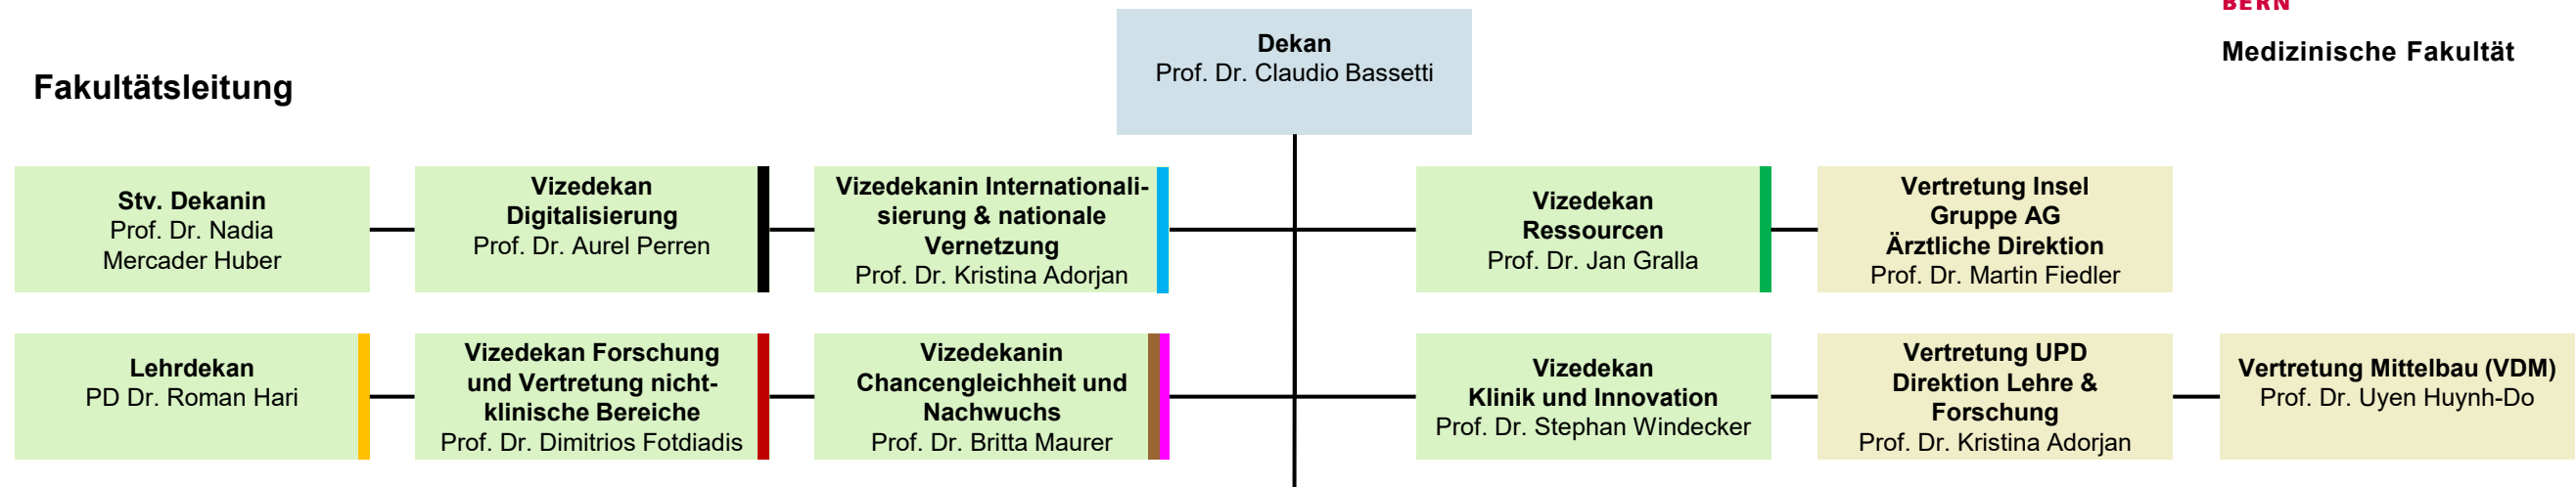 BERN
Medizinische Fakultät
Fakultätsleitung
Dekan
Prof. Dr. Claudio Bassetti
Stv. Dekanin
Prof. Dr. Nadia
Mercader Huber
Vizedekan
Digitalisierung
Prof. Dr. Aurel Perren
Vizedekanin Internationali-
sierung & nationale
Vernetzung
Prof. Dr. Kristina Adorjan
Vizedekan
Ressourcen
Prof. Dr. Jan Gralla
Vertretung Insel
Gruppe AG
Ärztliche Direktion
Prof. Dr. Martin Fiedler
Lehrdekan
PD Dr. Roman Hari
Vizedekan Forschung
und Vertretung nicht-
klinische Bereiche
Prof. Dr. Dimitrios Fotdiadis
Vizedekanin
Chancengleichheit und
Nachwuchs
Prof. Dr. Britta Maurer
Vizedekan
Klinik und Innovation
Prof. Dr. Stephan Windecker
Vertretung UPD
Direktion Lehre &
Forschung
Prof. Dr. Kristina Adorjan
Vertretung Mittelbau (VDM)
Prof. Dr. Uyen Huynh-Do